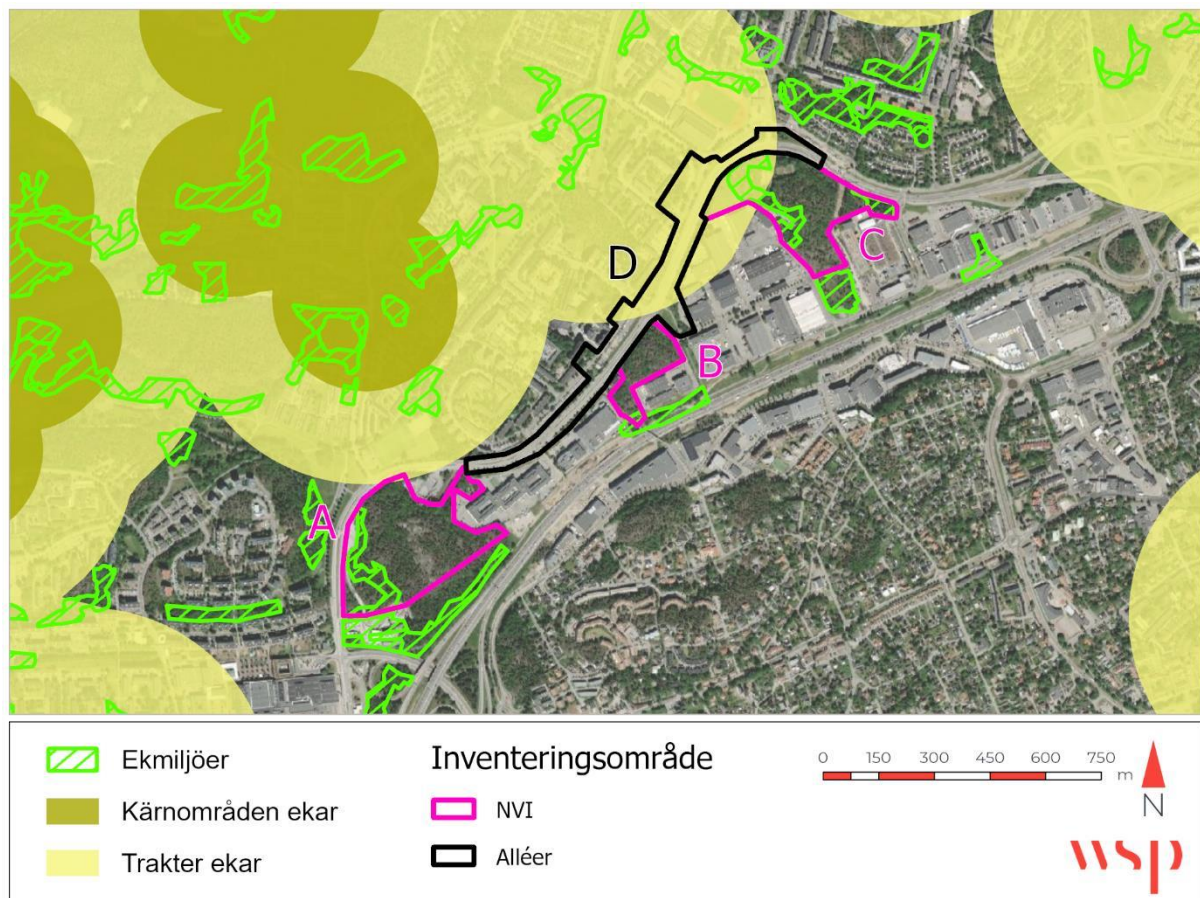 D
C
B
A
Ekmiljöer
Kärnområden ekar
Trakter ekar
Inventeringsområde
NVI
Alléer
0 150 300 450 600 750
m
N
wsp